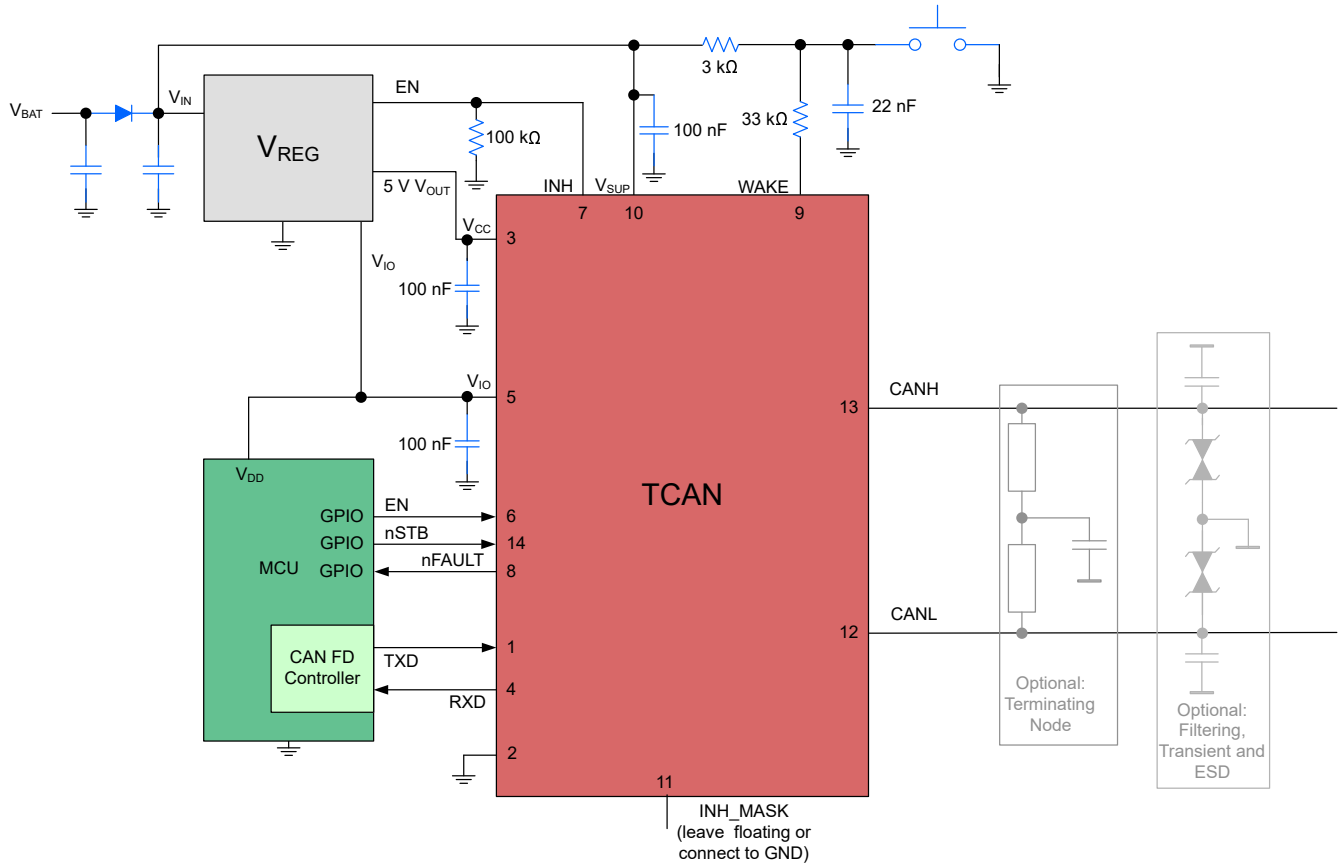 3 kΩ
EN
VIN
VBAT
22 nF
33 kΩ
100 nF
100 kΩ
VREG
5 V VOUT
INH
VSUP
WAKE
7
10
9
VCC
3
VIO
100 nF
VIO
5
CANH
13
100 nF
VDD
TCAN
GPIO
EN
6
GPIO
nSTB
14
MCU
GPIO
nFAULT
8
CANL
12
CAN FD
Controller
TXD
1
RXD
4
Optional:
Terminating
Node
Optional:
Filtering,
Transient and
ESD
2
11
INH_MASK
(leave floating or
connect to GND)